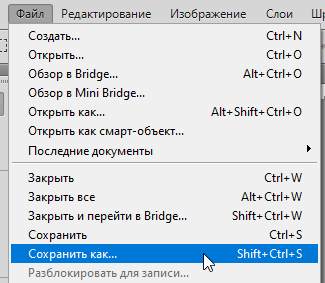 Файл Редактирование Изображение Слои
Создать... Ctrl+N
Открыть... Ctrl+O
Обзор в Bridge... Alt+Ctrl+O
Обзор в Mini Bridge...
Открыть как... Alt+Shift+Ctrl+O
Открыть как смарт-объект...
Последние документы
Закрыть Ctrl+W
Закрыть все Alt+Ctrl+W
Закрыть и перейти в Bridge... Shift+Ctrl+W
Сохранить Ctrl+S
Сохранить как... Shift+Ctrl+S
Разблокировать для записи...